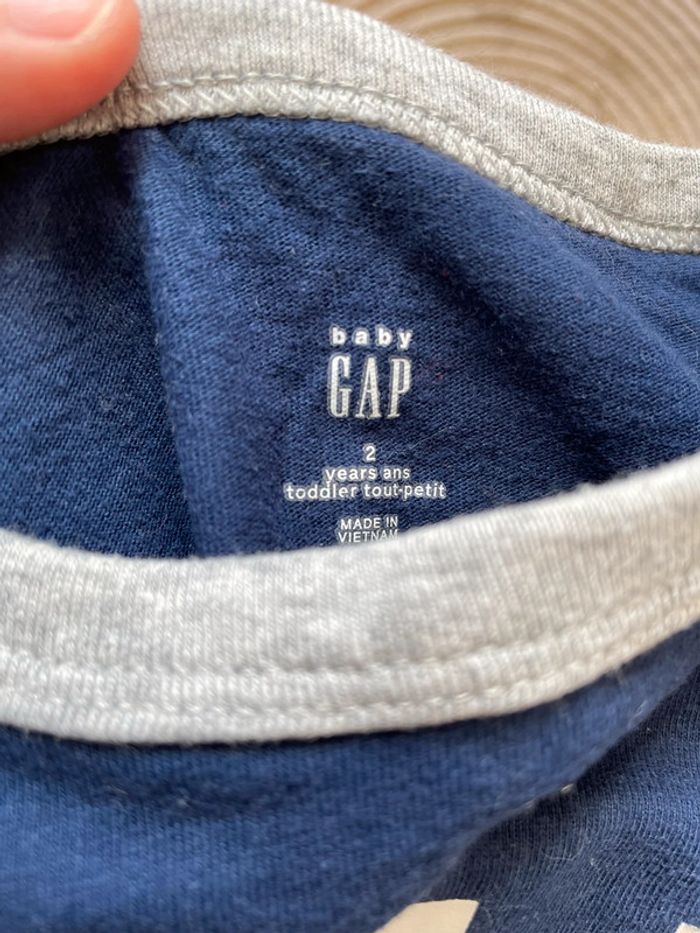 baby
GAP
2
years ans
toddler tout-petit
MADE IN
VIETNAM